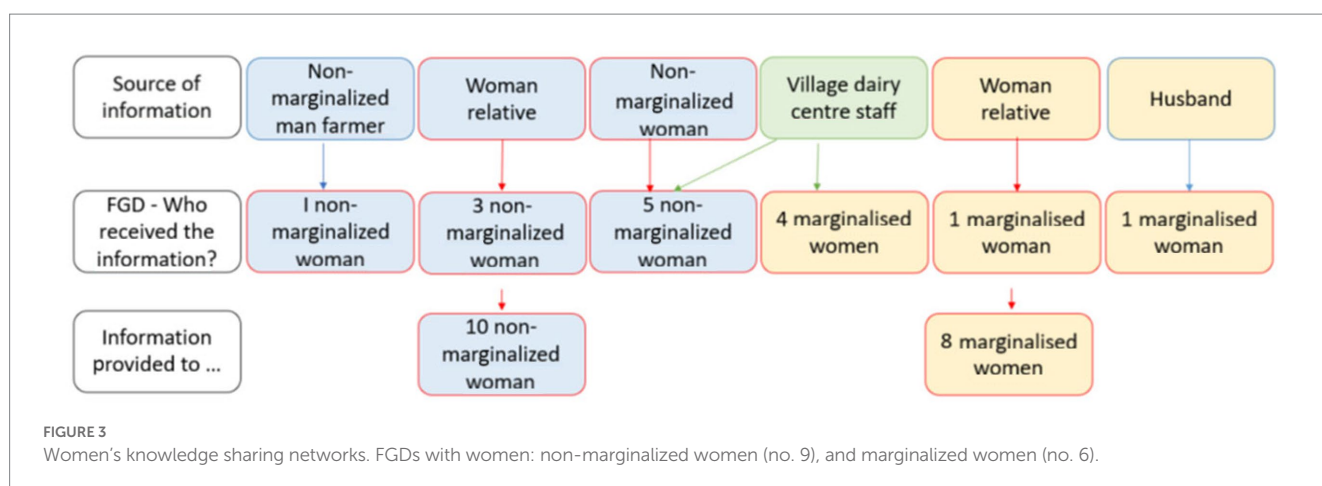 Source of
information
Non-
marginalized
man farmer
Woman
relative
Non-
marginalized
woman
Village dairy
centre staff
Woman
relative
Husband
FGD - Who
received the
information?
I non-
marginalized
woman
3 non-
marginalized
woman
5 non-
marginalized
woman
4 marginalised
women
1 marginalised
woman
1 marginalised
woman
Information
provided to ...
10 non-
marginalized
woman
8 marginalised
women
FIGURE 3
Women's knowledge sharing networks. FGDs with women: non-marginalized women (no. 9), and marginalized women (no. 6).